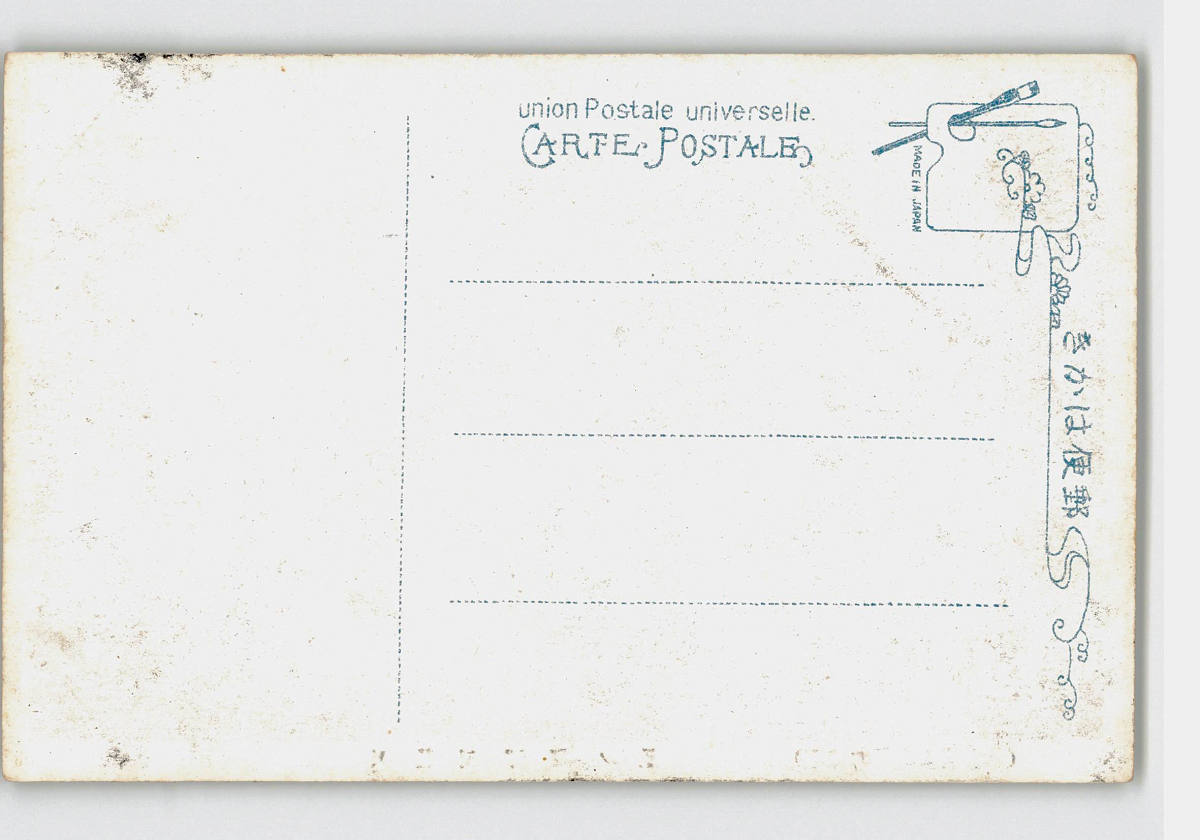 union Postale universelle.
CARTE POSTALE
MADE IN JAPAN
きかは便郵